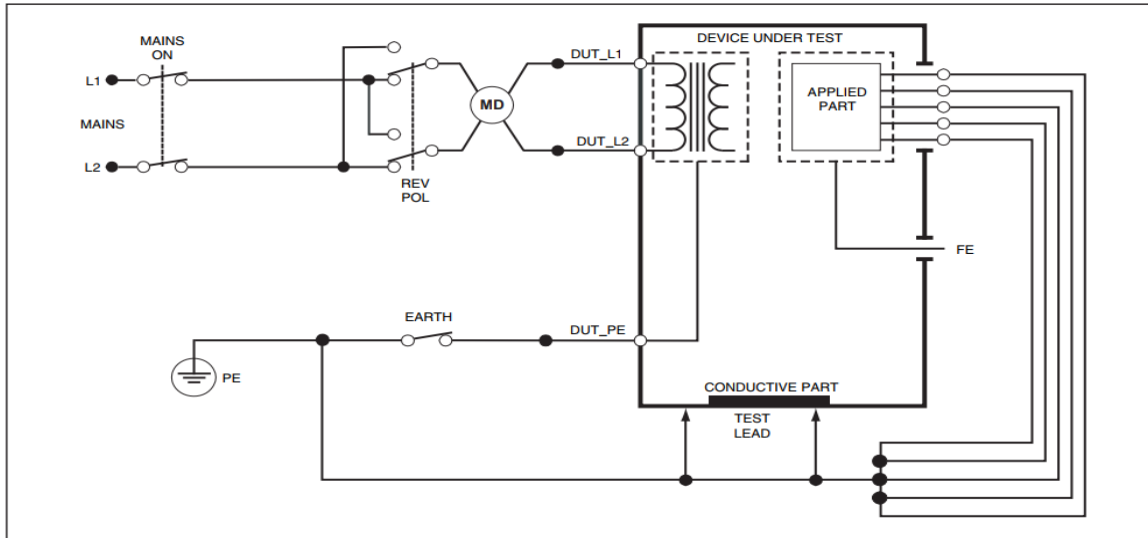 MAINS
ON
L1
MAINS
L2
REV
POL
MD
DUT_L1
DUT_L2
DEVICE UNDER TEST
APPLIED
PART
FE
EARTH
DUT_PE
PE
CONDUCTIVE PART
TEST
LEAD